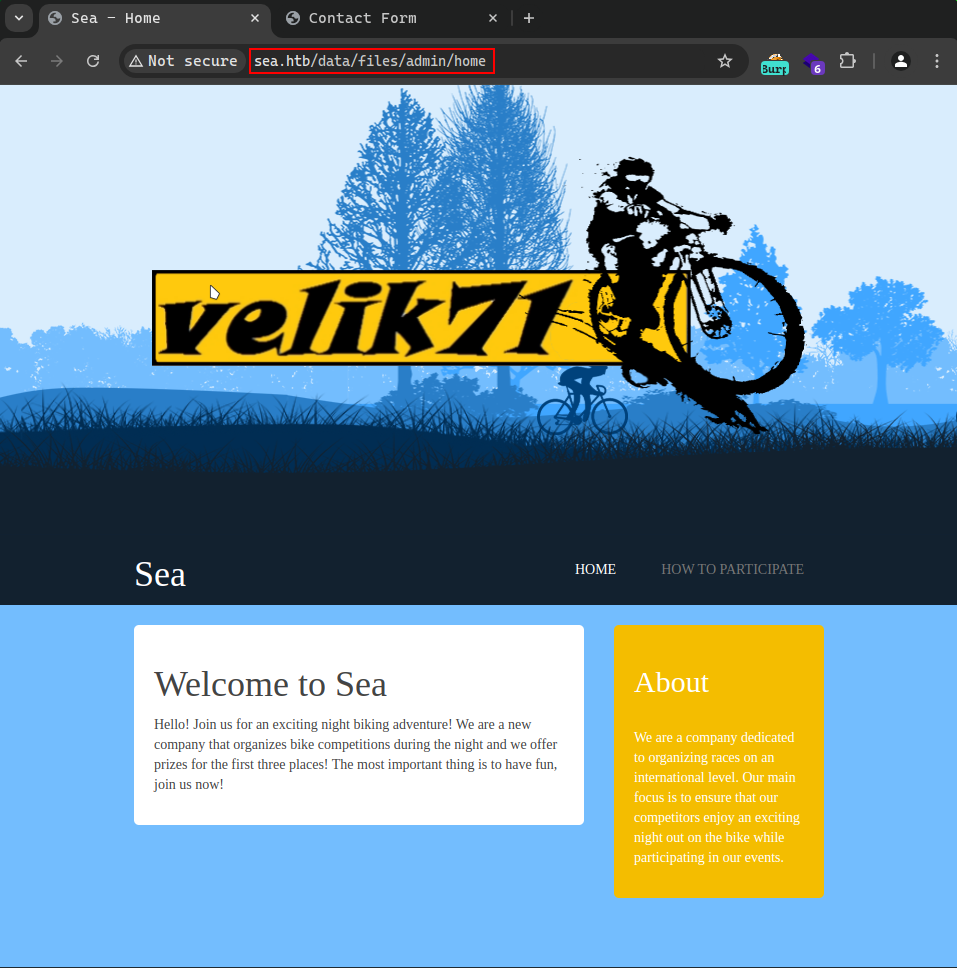 Sea - Home
Contact Form
Not secure
sea.htb/data/files/admin/home
Burp
6
velik71
Sea
HOME
HOW TO PARTICIPATE
Welcome to Sea
Hello! Join us for an exciting night biking adventure! We are a new
company that organizes bike competitions during the night and we offer
prizes for the first three places! The most important thing is to have fun,
join us now!
About
We are a company dedicated
to organizing races on an
international level. Our main
focus is to ensure that our
competitors enjoy an exciting
night out on the bike while
participating in our events.